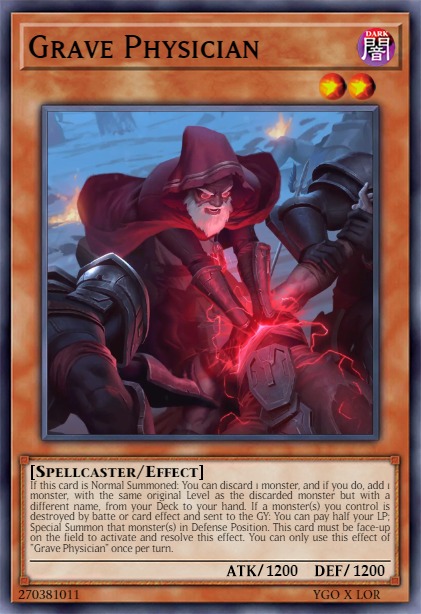 GRAVE PHYSICIAN
DARK
闇
[SPELLCASTER/EFFECT]
If this card is Normal Summoned: You can discard 1 monster, and if you do, add 1
monster, with the same original Level as the discarded monster but with a
different name, from your Deck to your hand. If a monster(s) you control is
destroyed by batte or card effect and sent to the GY: You can pay half your LP;
Special Summon that monster(s) in Defense Position. This card must be face-up
on the field to activate and resolve this effect. You can only use this effect of
"Grave Physician" once per turn.
ATK/1200 DEF/1200
270381011 YGO X LOR